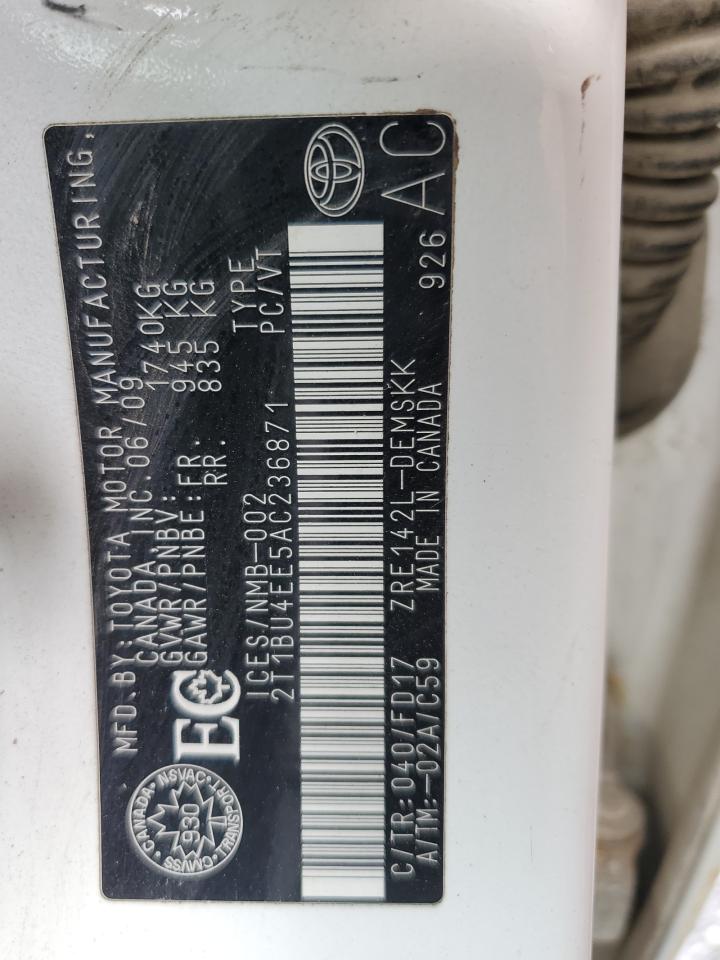 MFD.BY:TOYOTA MOTOR MANUFACTURING,
CANADA INC.06/09
GVWR/PNBV: 1740KG
GAWR/PNBE:FR: 945 KG
RR. 835 KG
EC
ICES/NMB-002 TYPE
2T1BU4EE5AC236871 PC/VT
CANADA NSVAC TRANSPORT CMVSS
930
C/TR:040/FD17 ZRE142L-DEMSKK
A/TM:-02A/C59 MADE IN CANADA 926 AC